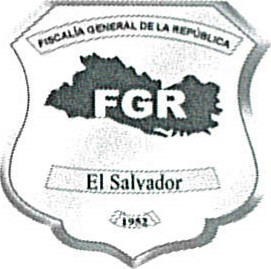 FISCALÍA GENERAL DE LA REPÚBLICA
FGR
El Salvador
1952